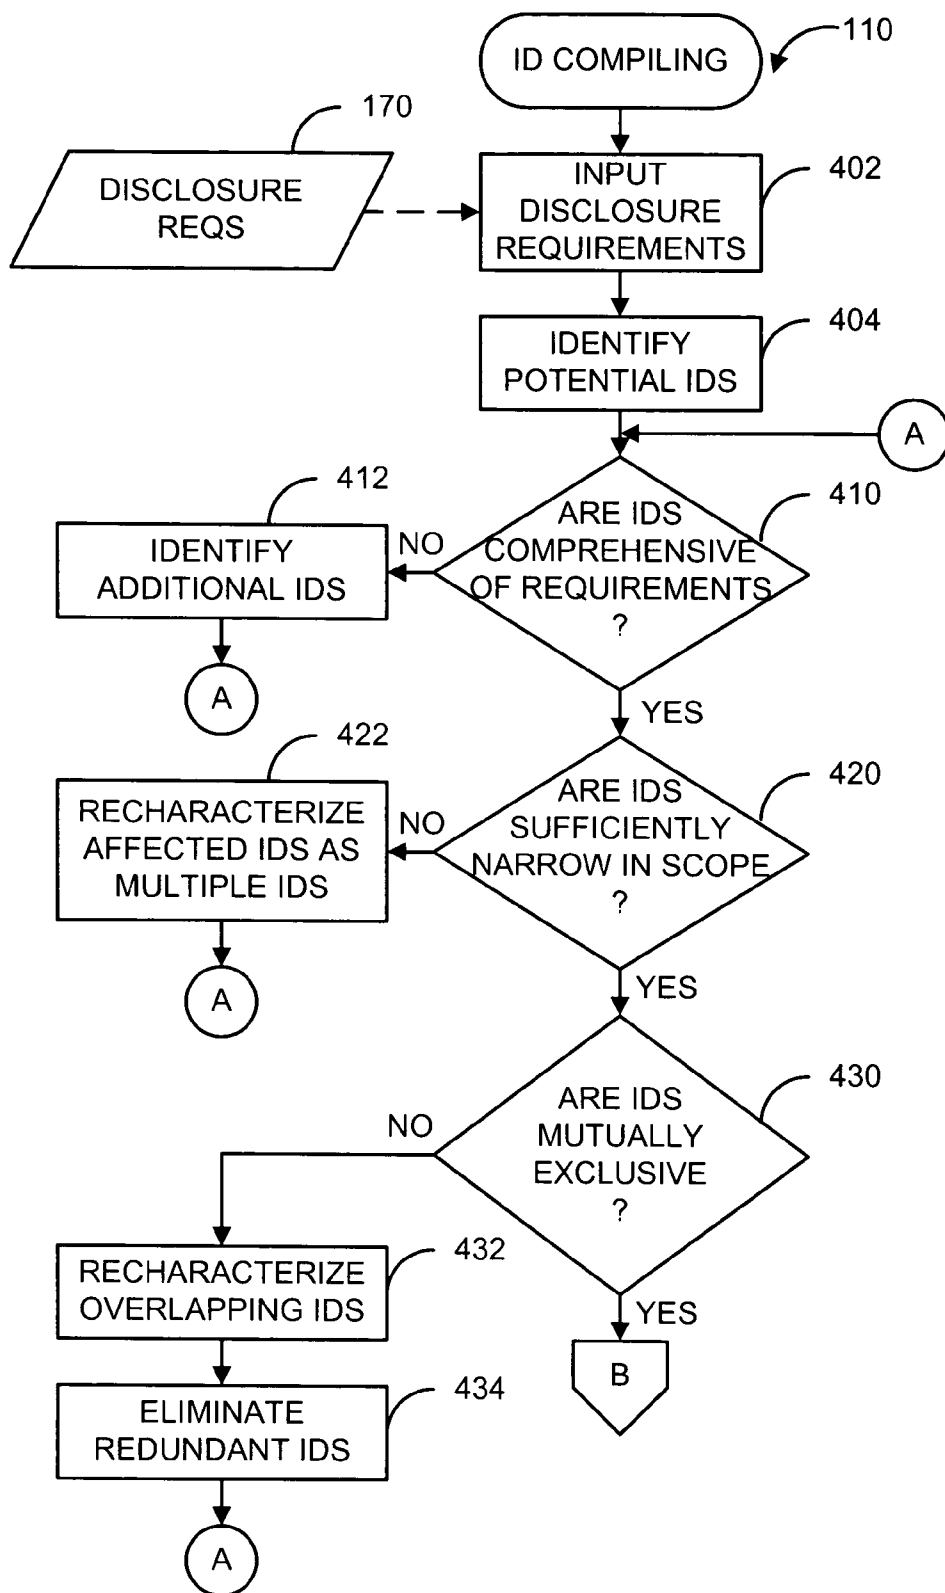 ID COMPILING
110
170
DISCLOSURE
REQS
INPUT
DISCLOSURE
REQUIREMENTS
402
IDENTIFY
POTENTIAL IDS
404
A
ARE IDS
COMPREHENSIVE
OF REQUIREMENTS
?
410
NO
412
IDENTIFY
ADDITIONAL IDS
A
YES
ARE IDS
SUFFICIENTLY
NARROW IN SCOPE
?
420
NO
422
RECHARACTERIZE
AFFECTED IDS AS
MULTIPLE IDS
A
YES
ARE IDS
MUTUALLY
EXCLUSIVE
?
430
NO
RECHARACTERIZE
OVERLAPPING IDS
432
YES
B
ELIMINATE
REDUNDANT IDS
434
A